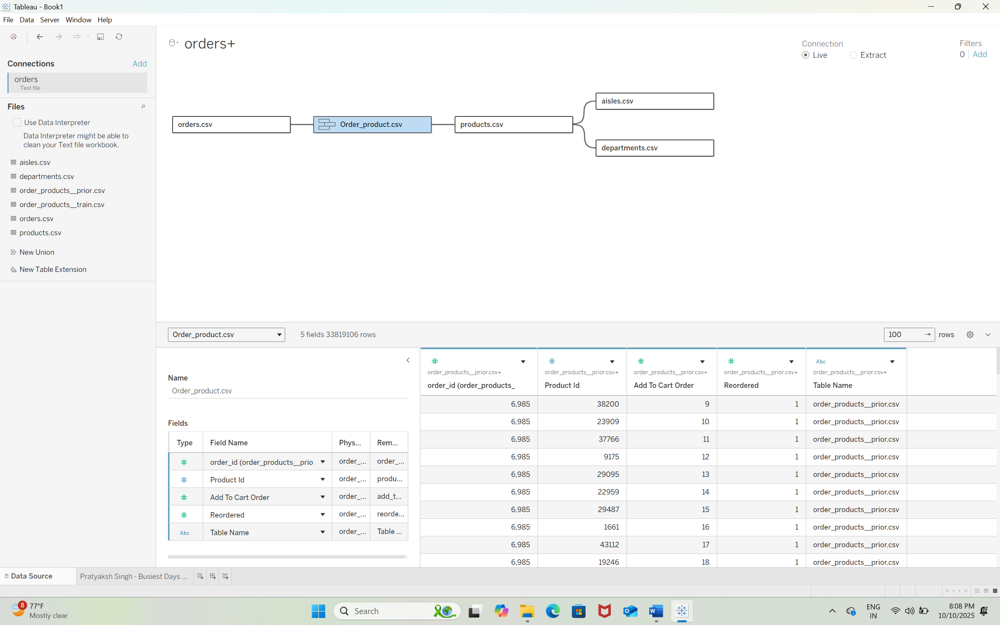 Tableau - Book1
File Data Server Window Help
Connections Add
orders
Text file
Files
Use Data Interpreter
Data Interpreter might be able to
clean your Text file workbook.
aisles.csv
departments.csv
order_products__prior.csv
order_products__train.csv
orders.csv
products.csv
New Union
New Table Extension
orders+
Connection
Live Extract
Filters
0 Add
orders.csv
Order_product.csv
products.csv
aisles.csv
departments.csv
Order_product.csv 5 fields 33819106 rows 100 → rows
Name
Order_product.csv
Fields
Type Field Name Phys... Rem...
# order_id (order_products__prio order_... order_...
# Product Id order_... produ...
# Add To Cart Order order_... add_t...
# Reordered order_... reorde...
Abc Table Name order_... Table ...
# # # # Abc
order_products__prior.csv+ order_products__prior.csv+ order_products__prior.csv+ order_products__prior.csv+ order_products__prior.csv+
order_id (order_products_ Product Id Add To Cart Order Reordered Table Name
6,985 38200 9 1 order_products__prior.csv
6,985 23909 10 1 order_products__prior.csv
6,985 37766 11 1 order_products__prior.csv
6,985 9175 12 1 order_products__prior.csv
6,985 29095 13 1 order_products__prior.csv
6,985 22959 14 1 order_products__prior.csv
6,985 29487 15 1 order_products__prior.csv
6,985 1661 16 1 order_products__prior.csv
6,985 43112 17 1 order_products__prior.csv
6,985 19246 18 1 order_products__prior.csv
Data Source Pratyaksh Singh - Busiest Days ...
8 77°F
Mostly clear
Search
ENG
IN
8:08 PM
10/10/2025